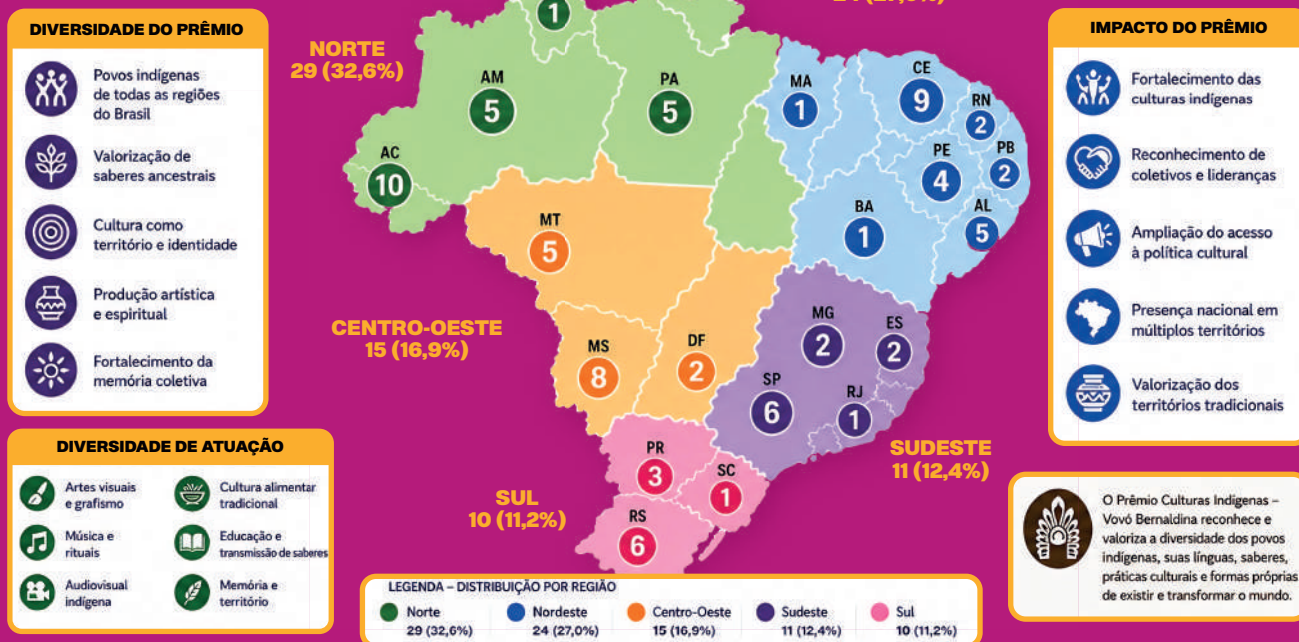 DIVERSIDADE DO PRÊMIO
Povos indígenas
de todas as regiões
do Brasil
Valorização de
saberes ancestrais
Cultura como
território e identidade
Produção artística
e espiritual
Fortalecimento da
memória coletiva
DIVERSIDADE DE ATUAÇÃO
Artes visuais
e grafismo
Cultura alimentar
tradicional
Música e
rituais
Educação e
transmissão de saberes
Audiovisual
indígena
Memória e
território
NORTE
29 (32,6%)
1
AM
5
PA
5
AC
10
MA
1
CE
9
RN
2
PB
2
PE
4
AL
5
BA
1
MT
5
CENTRO-OESTE
15 (16,9%)
MS
8
DF
2
MG
2
ES
2
SP
6
RJ
1
SUDESTE
11 (12,4%)
PR
3
SC
1
SUL
10 (11,2%)
RS
6
LEGENDA – DISTRIBUIÇÃO POR REGIÃO
Norte
29 (32,6%)
Nordeste
24 (27,0%)
Centro-Oeste
15 (16,9%)
Sudeste
11 (12,4%)
Sul
10 (11,2%)
IMPACTO DO PRÊMIO
Fortalecimento das
culturas indígenas
Reconhecimento de
coletivos e lideranças
Ampliação do acesso
à política cultural
Presença nacional em
múltiplos territórios
Valorização dos
territórios tradicionais
O Prêmio Culturas Indígenas –
Vovó Bernaldina reconhece e
valoriza a diversidade dos povos
indígenas, suas línguas, saberes,
práticas culturais e formas próprias
de existir e transformar o mundo.